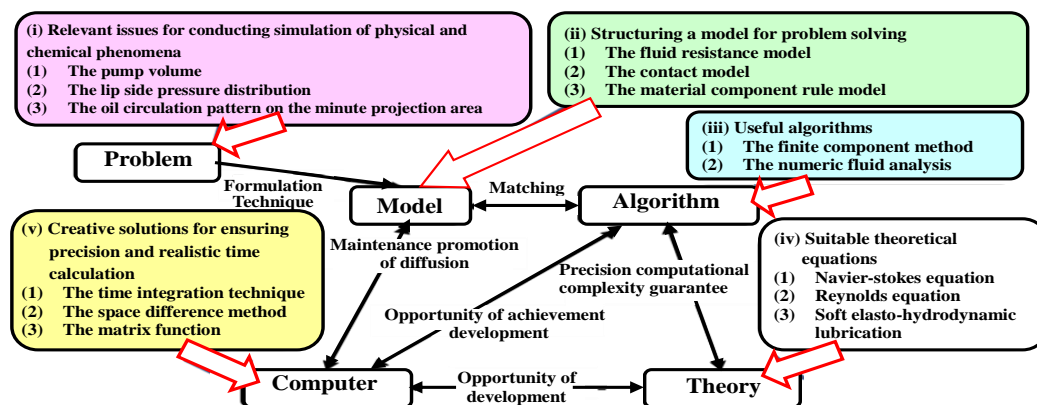 (i) Relevant issues for conducting simulation of physical and
chemical phenomena
(1) The pump volume
(2) The lip side pressure distribution
(3) The oil circulation pattern on the minute projection area
(ii) Structuring a model for problem solving
(1) The fluid resistance model
(2) The contact model
(3) The material component rule model
(iii) Useful algorithms
(1) The finite component method
(2) The numeric fluid analysis
Problem
Formulation
Technique
Model
Matching
Algorithm
(v) Creative solutions for ensuring
precision and realistic time
calculation
(1) The time integration technique
(2) The space difference method
(3) The matrix function
Maintenance promotion
of diffusion
Precision computational
complexity guarantee
(iv) Suitable theoretical
equations
(1) Navier-stokes equation
(2) Reynolds equation
(3) Soft elasto-hydrodynamic
lubrication
Opportunity of achievement
development
Computer
Opportunity of
development
Theory